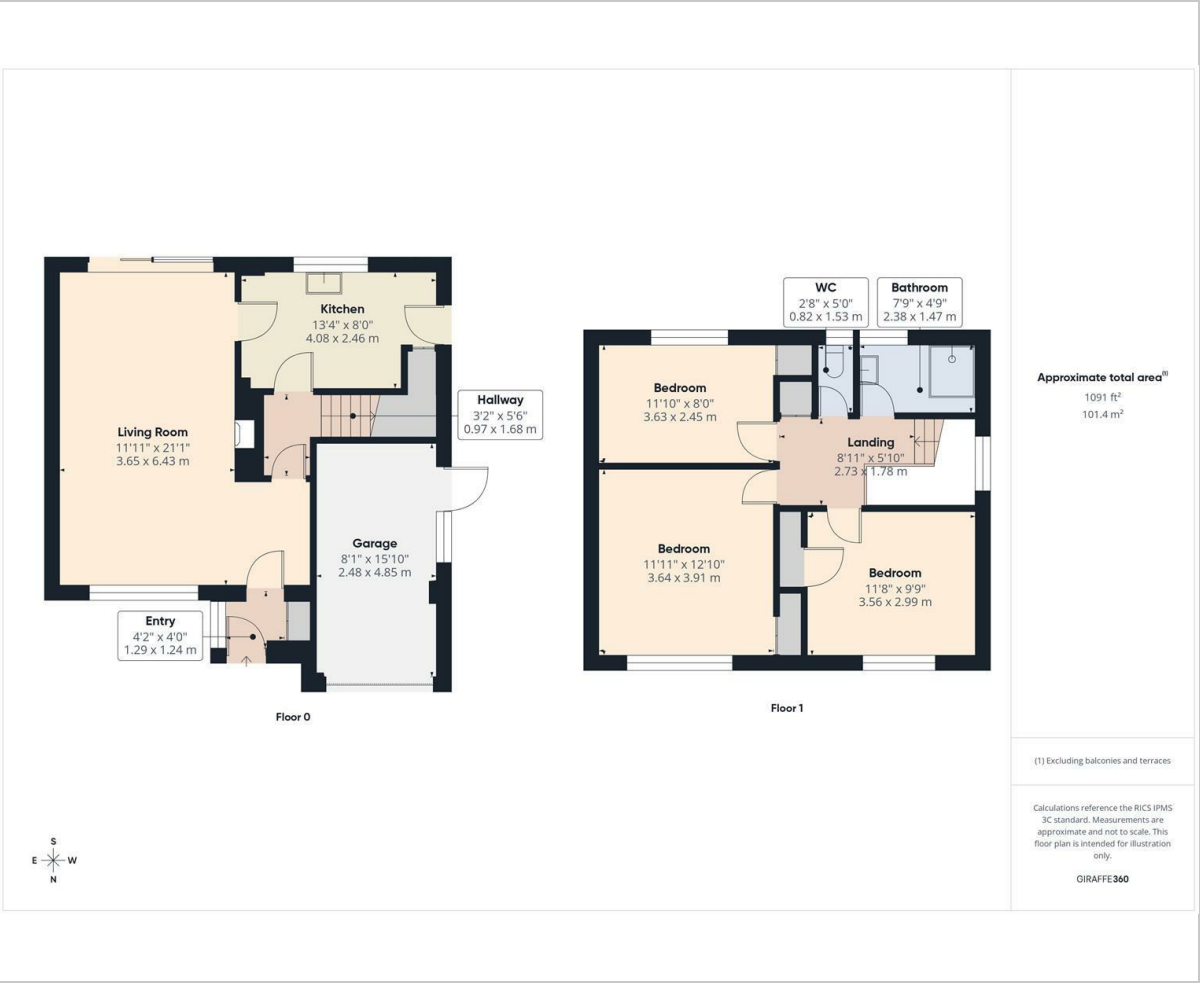 Kitchen
13'4" x 8'0"
4.08 x 2.46 m
Hallway
3'2" x 5'6"
0.97 x 1.68 m
Living Room
11'11" x 21'1"
3.65 x 6.43 m
Garage
8'1" x 15'10"
2.48 x 4.85 m
Entry
4'2" x 4'0"
1.29 x 1.24 m
Floor 0
WC
2'8" x 5'0"
0.82 x 1.53 m
Bathroom
7'9" x 4'9"
2.38 x 1.47 m
Bedroom
11'10" x 8'0"
3.63 x 2.45 m
Landing
8'11" x 5'10"
2.73 x 1.78 m
Bedroom
11'11" x 12'10"
3.64 x 3.91 m
Bedroom
11'8" x 9'9"
3.56 x 2.99 m
Floor 1
Approximate total area(1)
1091 ft²
101.4 m²
(1) Excluding balconies and terraces
Calculations reference the RICS IPMS
3C standard. Measurements are
approximate and not to scale. This
floor plan is intended for illustration
only.
GIRAFFE360
S
E W
N